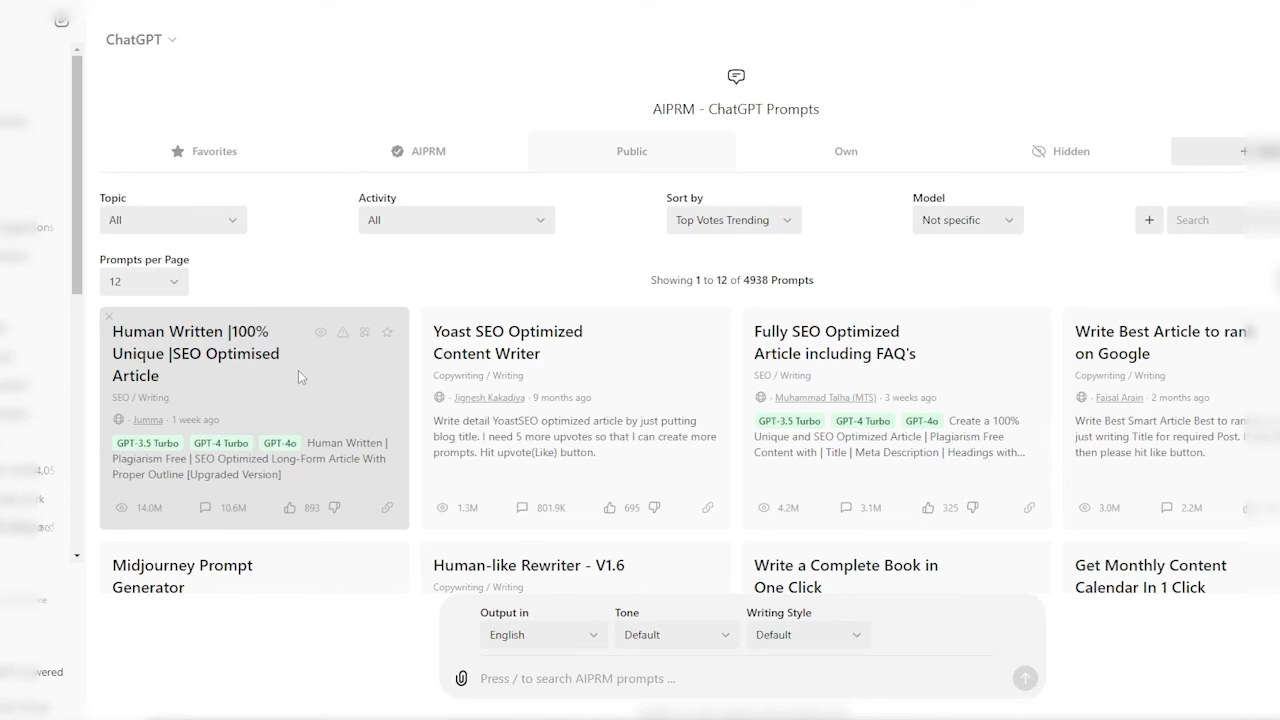 ChatGPT
AIPRM - ChatGPT Prompts
Favorites
AIPRM
Public
Own
Hidden
+
Topic
Activity
Sort by
Model
All
All
Top Votes Trending
Not specific
+
Search
Prompts per Page
12
Showing 1 to 12 of 4938 Prompts
Human Written |100%
Unique |SEO Optimised
Article
SEO / Writing
· Jumma · 1 week ago
GPT-3.5 Turbo GPT-4 Turbo GPT-4o Human Written |
Plagiarism Free | SEO Optimized Long-Form Article With
Proper Outline [Upgraded Version]
14.0M 10.6M 893
Yoast SEO Optimized
Content Writer
Copywriting / Writing
· Jignesh Kakadiya · 9 months ago
Write detail YoastSEO optimized article by just putting
blog title. I need 5 more upvotes so that I can create more
prompts. Hit upvote(Like) button.
1.3M 801.9K 695
Fully SEO Optimized
Article including FAQ's
SEO / Writing
· Muhammad Talha (MTS) · 3 weeks ago
GPT-3.5 Turbo GPT-4 Turbo GPT-4o Create a 100%
Unique and SEO Optimized Article | Plagiarism Free
Content with | Title | Meta Description | Headings with...
4.2M 3.1M 325
Write Best Article to ran
on Google
Copywriting / Writing
· Faisal Arain · 2 months ago
Write Best Smart Article Best to ran
just writing Title for required Post. I
then please hit like button.
3.0M 2.2M
Midjourney Prompt
Generator
Human-like Rewriter - V1.6
Copywriting / Writing
Write a Complete Book in
One Click
Get Monthly Content
Calendar In 1 Click
Output in
Tone
Writing Style
English
Default
Default
Press / to search AIPRM prompts ...